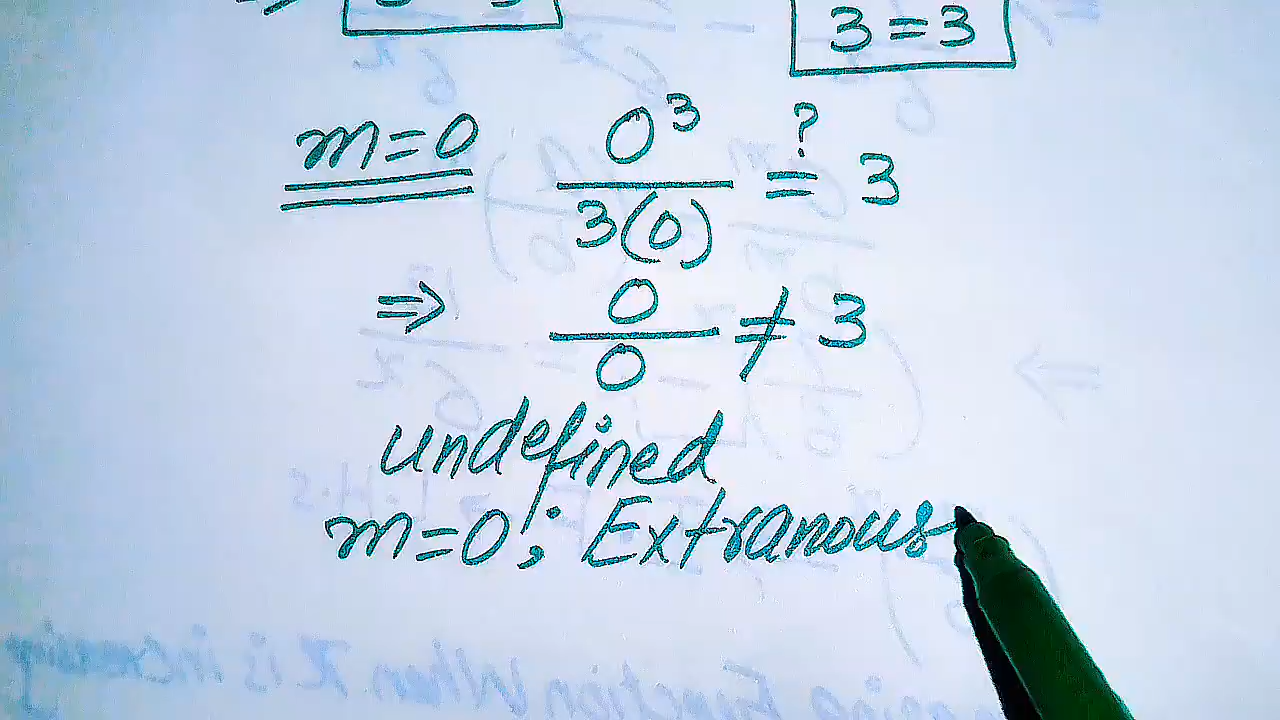 3 = 3
m=0 0³/3(0) ?= 3
⇒ 0/0 ≠ 3
undefined
m=0; Extranous